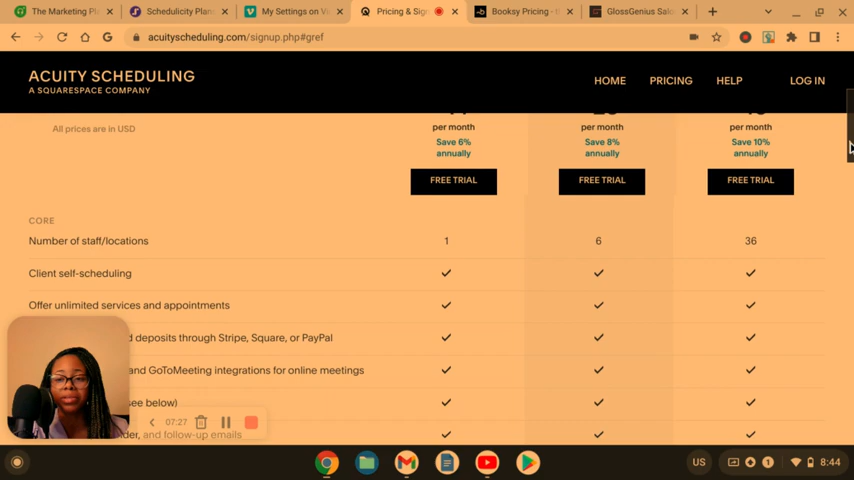 The Marketing Pl
Schedulicity Plan
My Settings on V
Pricing & Sig
Booksy Pricing - t
GlossGenius Salo
acuityscheduling.com/signup.php#gref
ACUITY SCHEDULING
A SQUARESPACE COMPANY
HOME
PRICING
HELP
LOG IN
All prices are in USD
per month
per month
per month
Save 6%
annually
Save 8%
annually
Save 10%
annually
FREE TRIAL
FREE TRIAL
FREE TRIAL
CORE
Number of staff/locations
1
6
36
Client self-scheduling
Offer unlimited services and appointments
deposits through Stripe, Square, or PayPal
and GoToMeeting integrations for online meetings
see below)
07:27
and follow-up emails
US
1
8:44